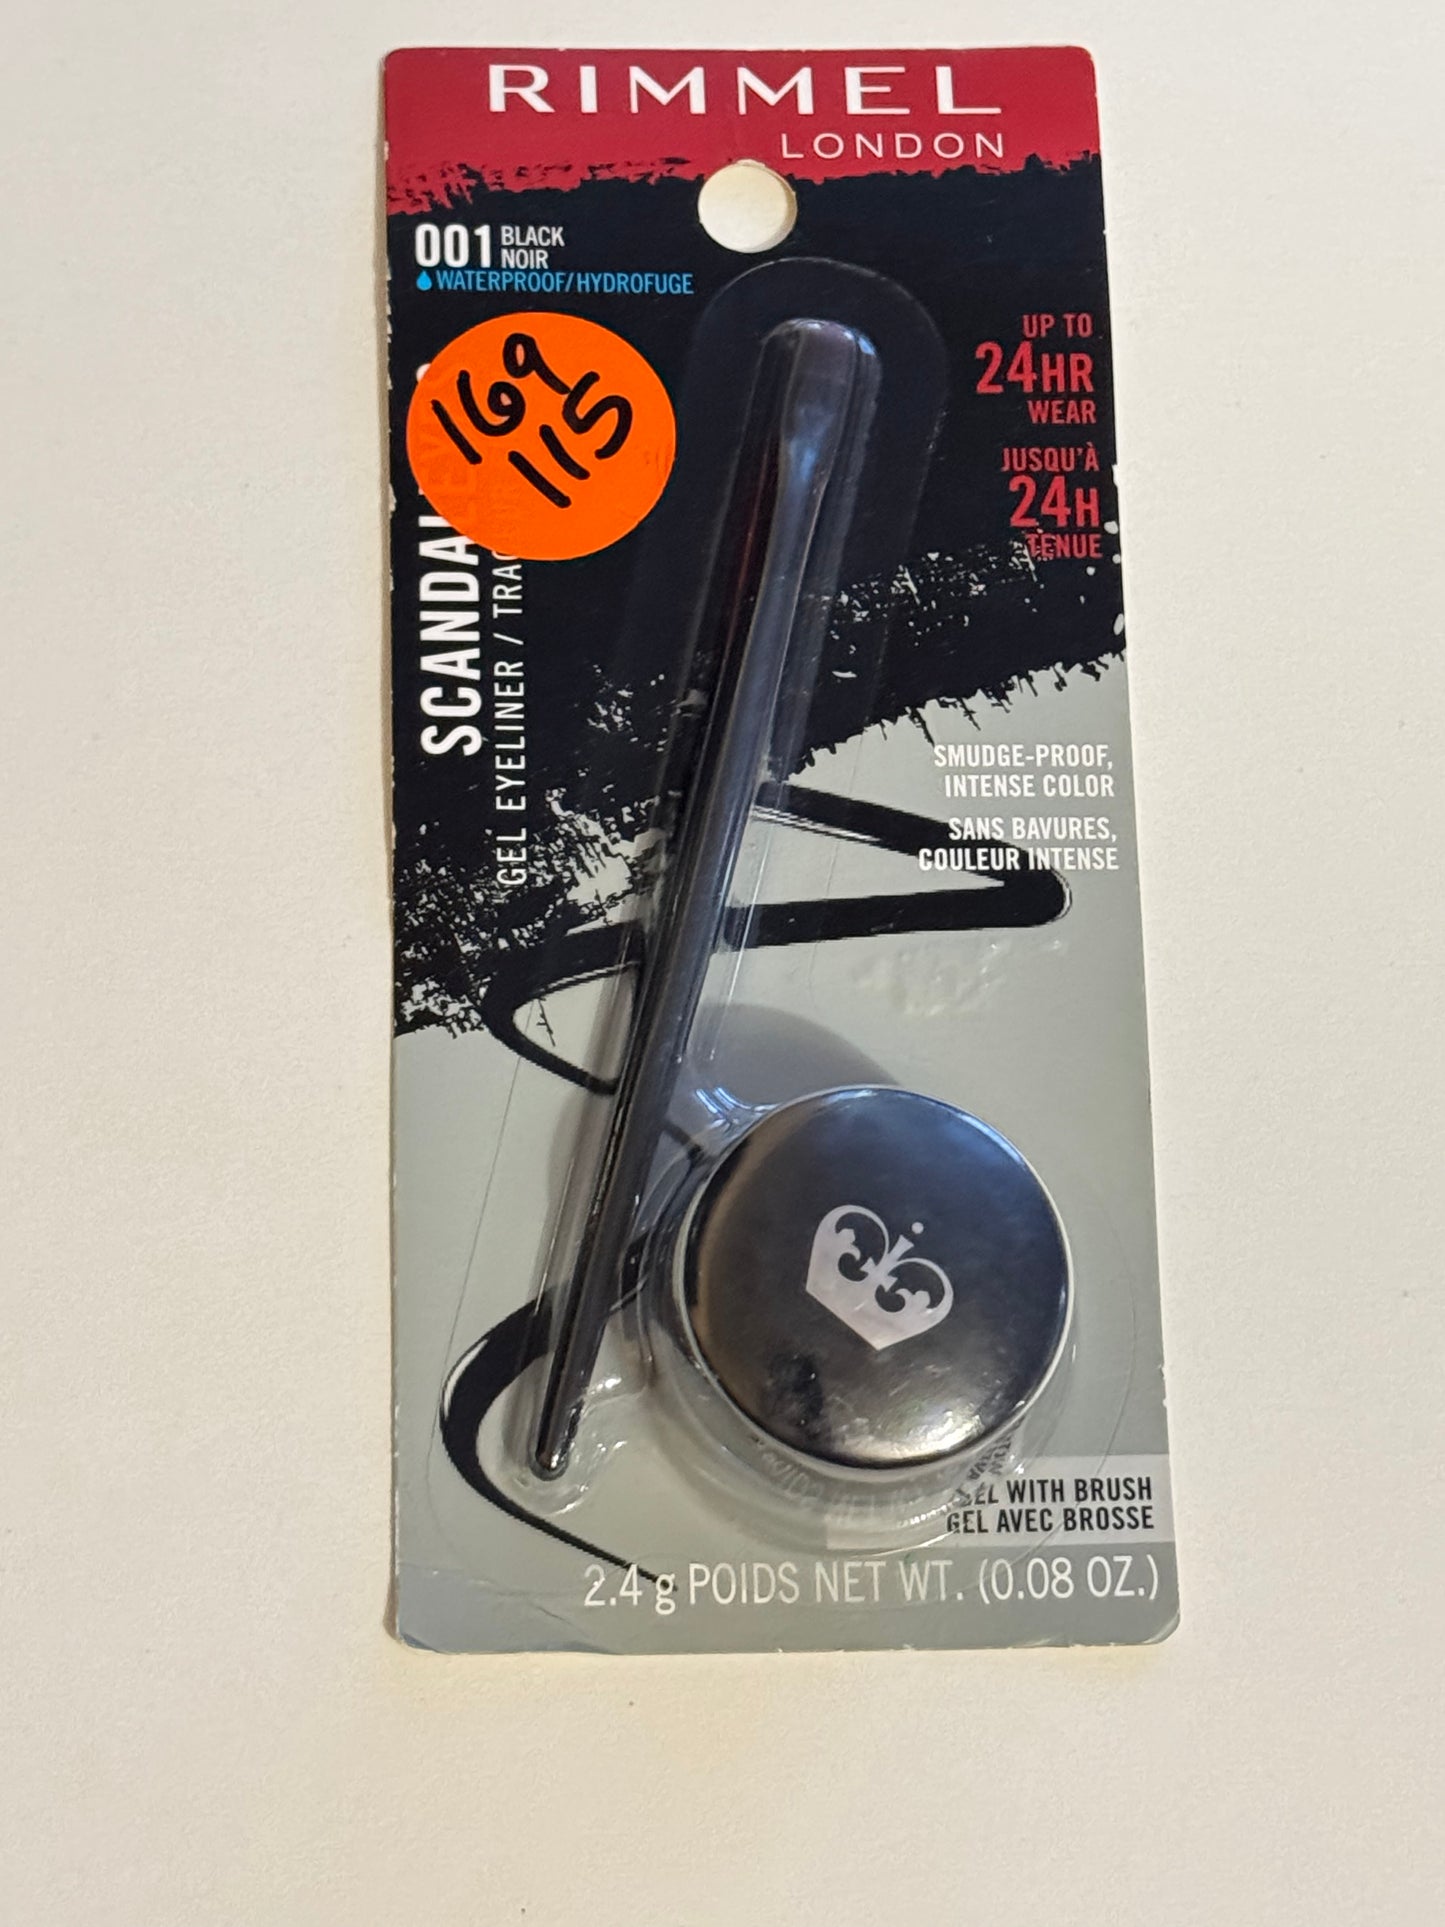 RIMMEL
LONDON
001 BLACK
NOIR
WATERPROOF/HYDROFUGE
169
115
UP TO
24HR
WEAR
JUSQU'À
24H
TENUE
GEL EYELINER /
SMUDGE-PROOF,
INTENSE COLOR
SANS BAVURES,
COULEUR INTENSE
GEL WITH BRUSH
GEL AVEC BROSSE
2.4 g POIDS NET WT. (0.08 OZ.)